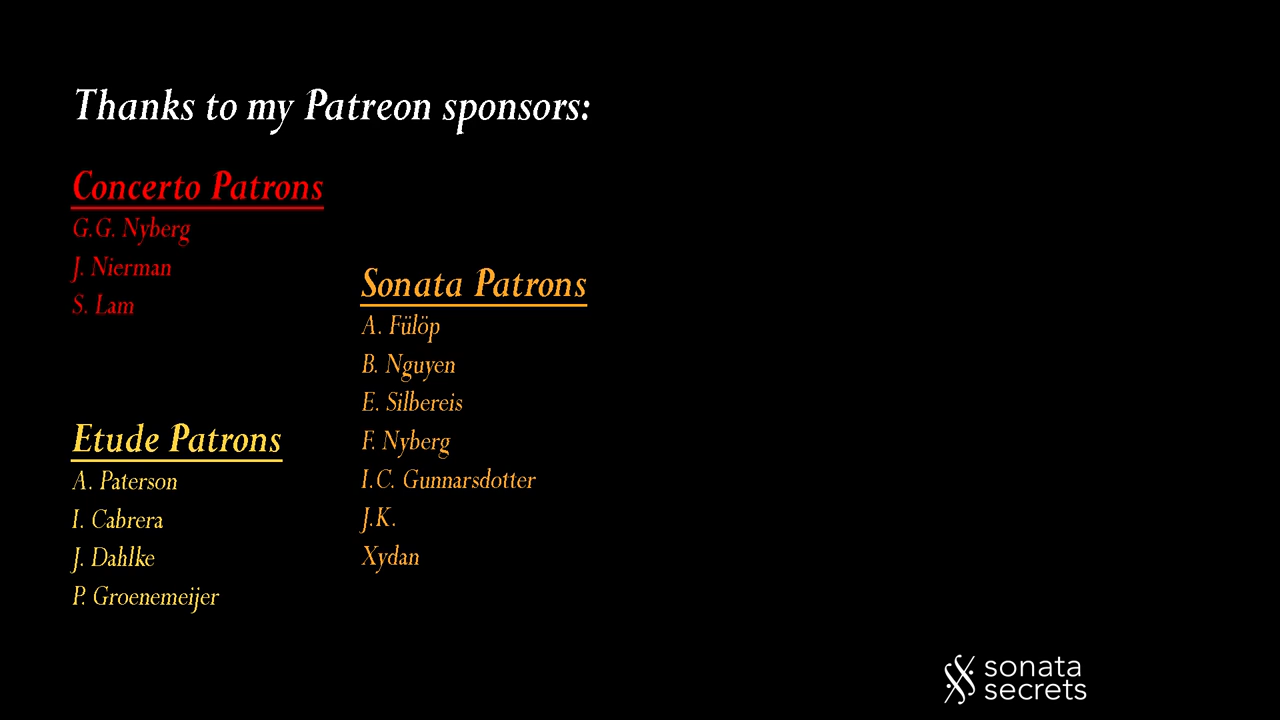 Thanks to my Patreon sponsors:
Concerto Patrons
G.G. Nyberg
J. Nierman
S. Lam
Etude Patrons
A. Paterson
I. Cabrera
J. Dahlke
P. Groenemeijer
Sonata Patrons
A. Fülöp
B. Nguyen
E. Silbereis
F. Nyberg
I.C. Gunnarsdotter
J.K.
Xydan
sonata
secrets